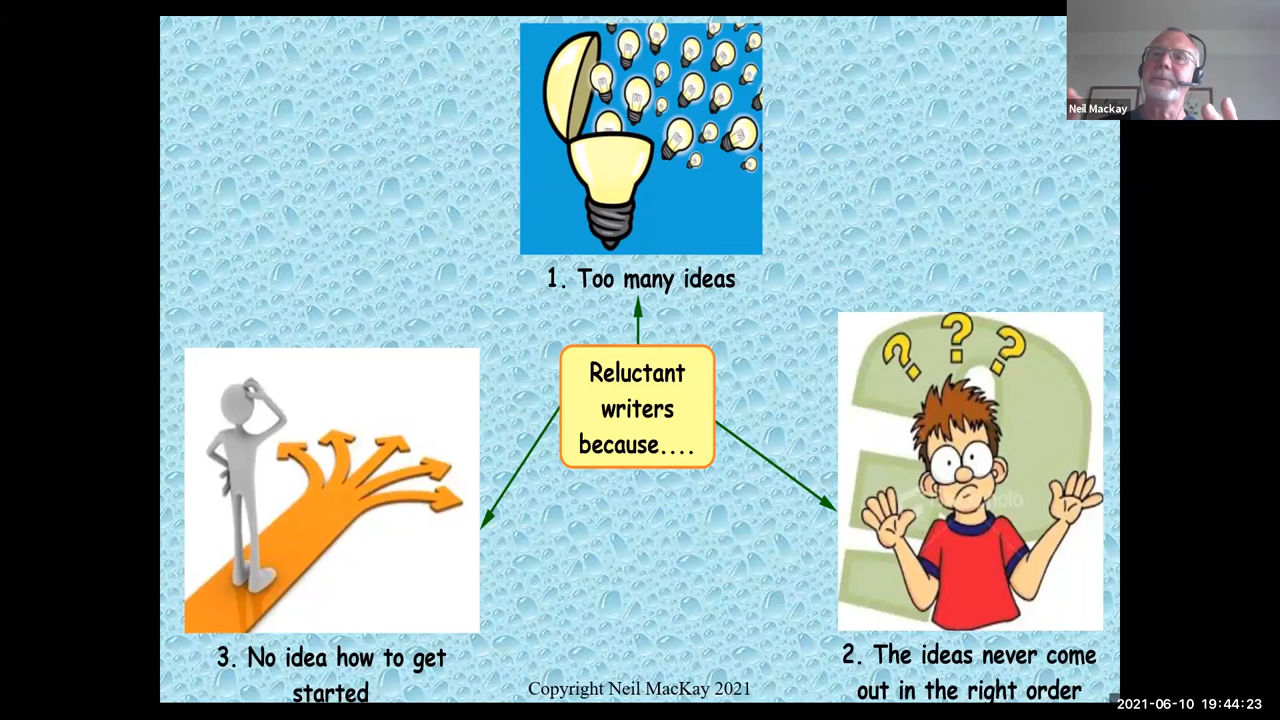 Neil Mackay
1. Too many ideas
Reluctant
writers
because....
3. No idea how to get
started
2. The ideas never come
out in the right order
Copyright Neil MacKay 2021
2021-06-10 19:44:23